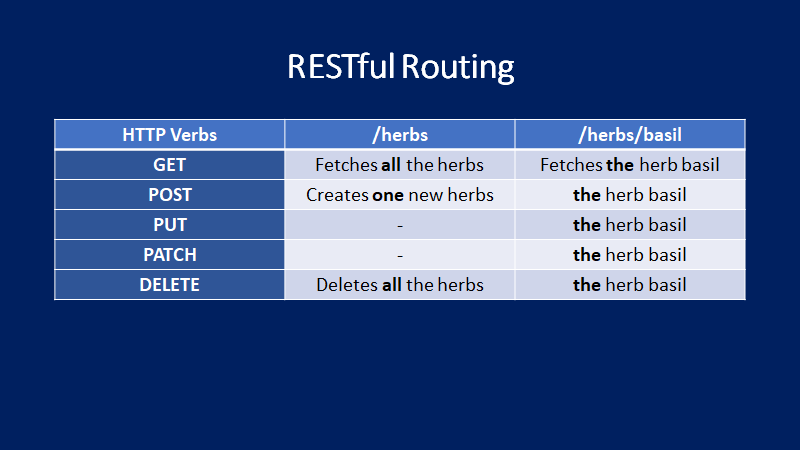 RESTful Routing
HTTP Verbs /herbs /herbs/basil
GET Fetches all the herbs Fetches the herb basil
POST Creates one new herbs the herb basil
PUT - the herb basil
PATCH - the herb basil
DELETE Deletes all the herbs the herb basil